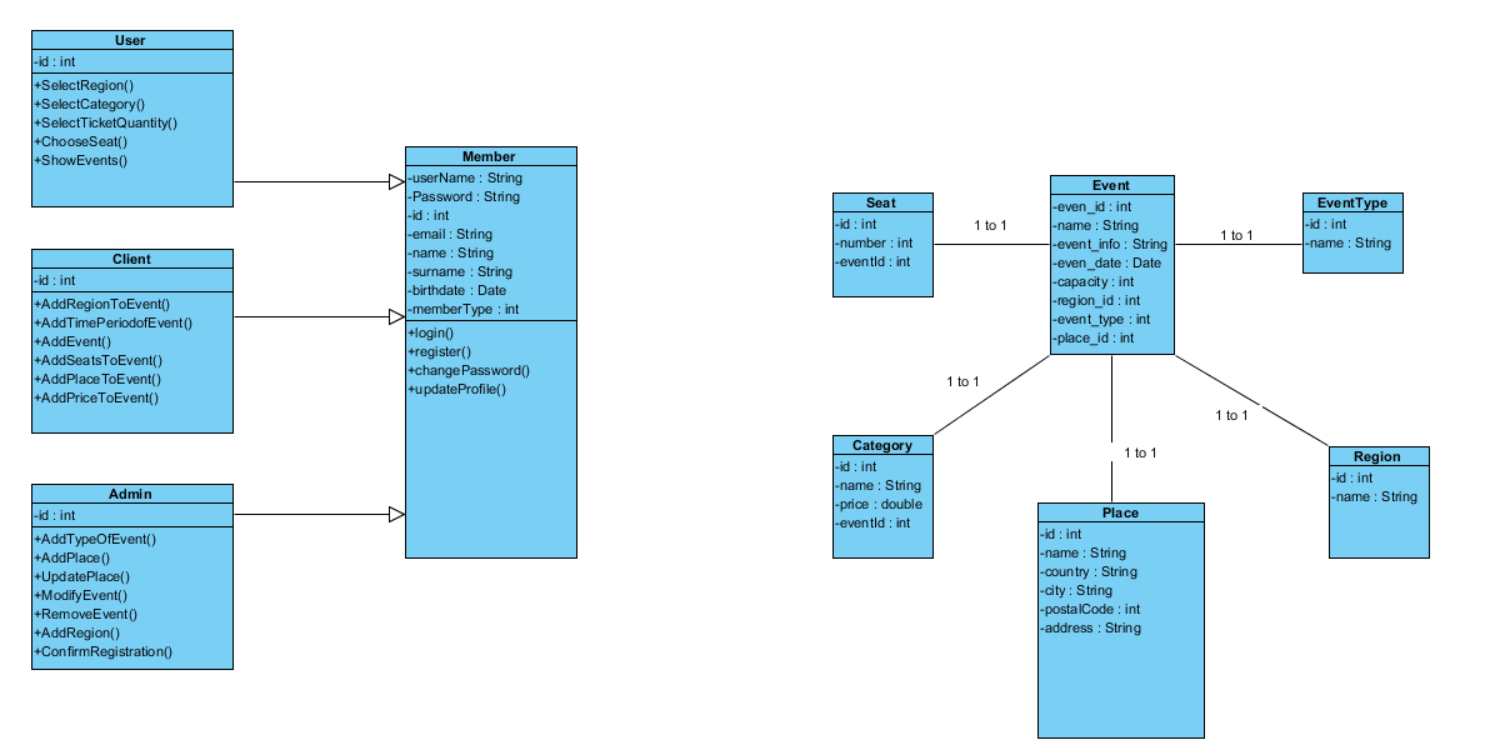 User
-id : int
+SelectRegion()
+SelectCategory()
+SelectTicketQuantity()
+ChooseSeat()
+ShowEvents()
Client
-id : int
+AddRegionToEvent()
+AddTimePeriodofEvent()
+AddEvent()
+AddSeatsToEvent()
+AddPlaceToEvent()
+AddPriceToEvent()
Admin
-id : int
+AddTypeOfEvent()
+AddPlace()
+UpdatePlace()
+ModifyEvent()
+RemoveEvent()
+AddRegion()
+ConfirmRegistration()
Member
-userName : String
-Password : String
-id : int
-email : String
-name : String
-surname : String
-birthdate : Date
-memberType : int
+login()
+register()
+changePassword()
+updateProfile()
Seat
-id : int
-number : int
-eventId : int
1 to 1
Event
-even_id : int
-name : String
-event_info : String
-even_date : Date
-capacity : int
-region_id : int
-event_type : int
-place_id : int
1 to 1
EventType
-id : int
-name : String
1 to 1
Category
-id : int
-name : String
-price : double
-eventId : int
1 to 1
Place
-id : int
-name : String
-country : String
-city : String
-postalCode : int
-address : String
1 to 1
Region
-id : int
-name : String